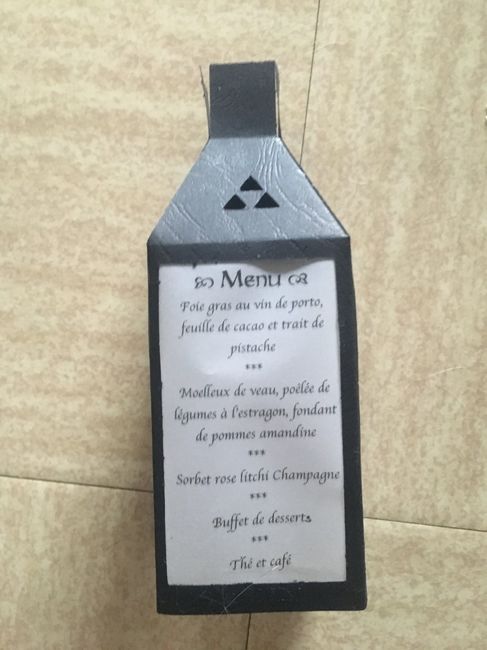 Menu
Foie gras au vin de porto,
feuille de cacao et trait de
pistache
***
Moelleux de veau, poêlée de
légumes à l'estragon, fondant
de pommes amandine
***
Sorbet rose litchi Champagne
***
Buffet de desserts
***
Thé et café